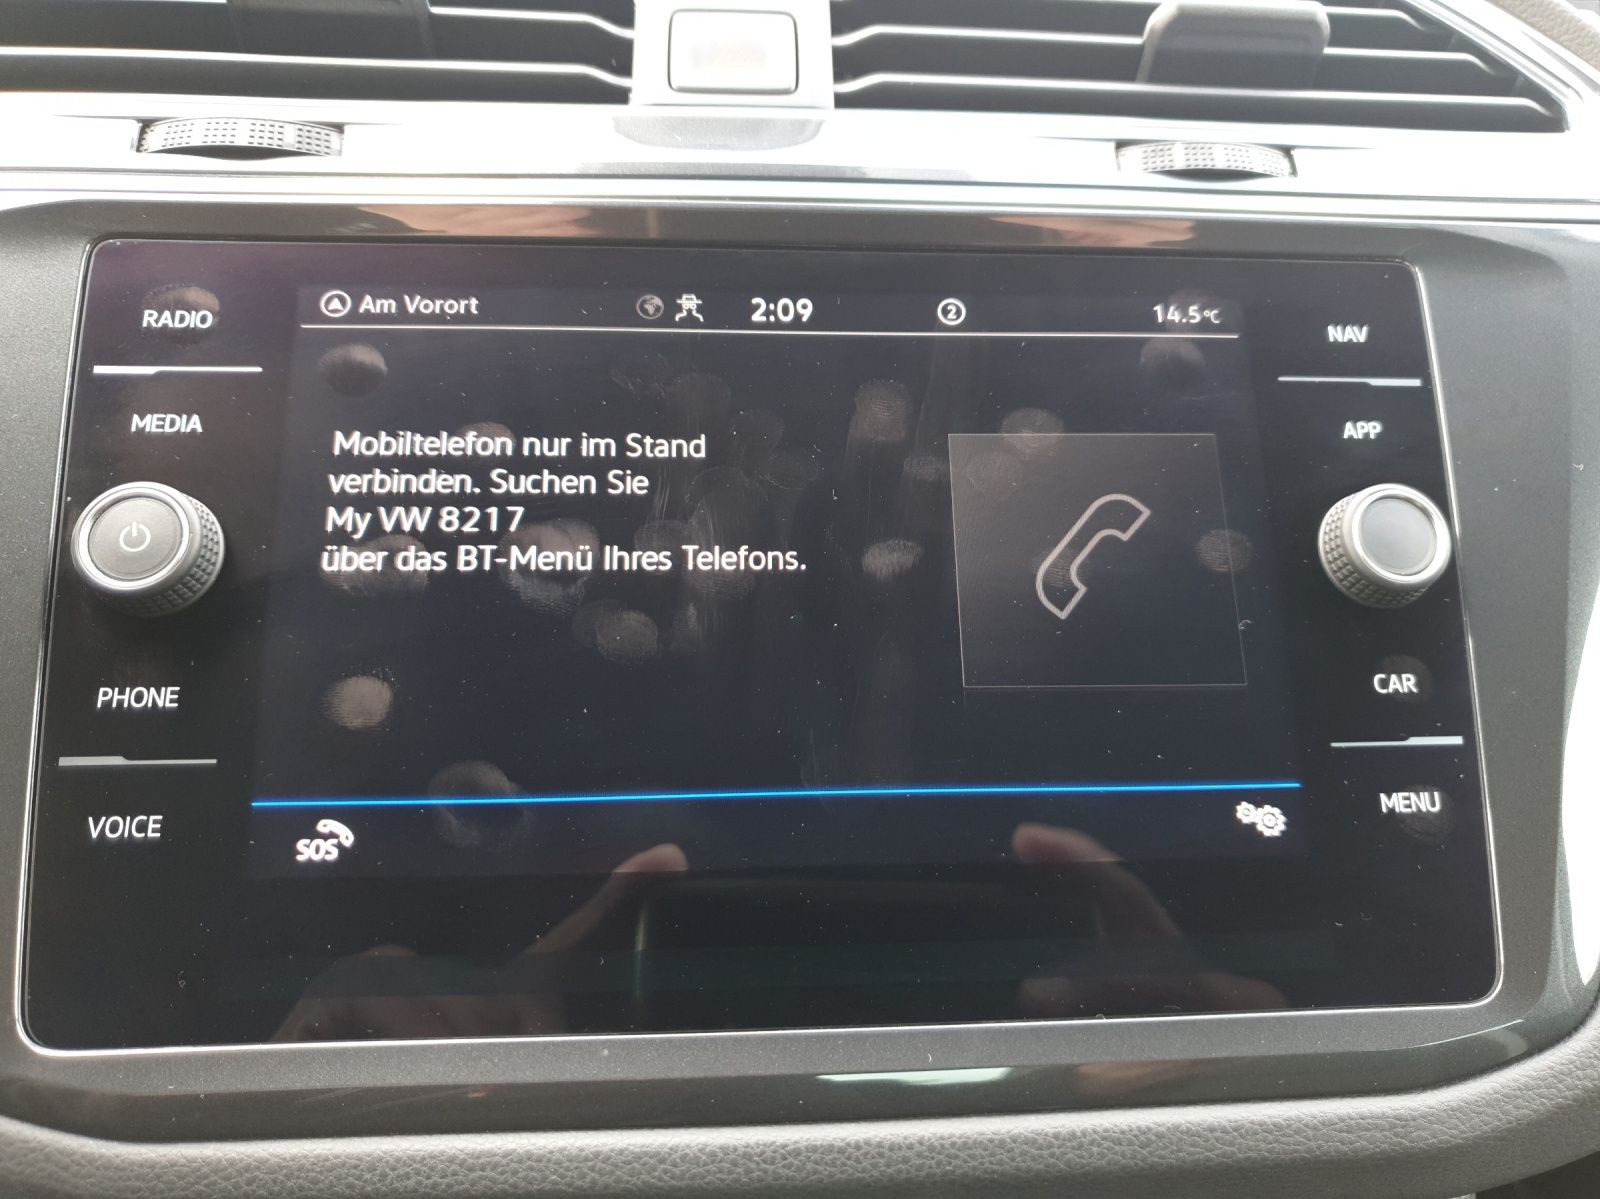 RADIO
MEDIA
PHONE
VOICE
Am Vorort
2:09
2
14.5°C
Mobiltelefon nur im Stand
verbinden. Suchen Sie
My VW 8217
über das BT-Menü Ihres Telefons.
SOS
NAV
APP
CAR
MENU